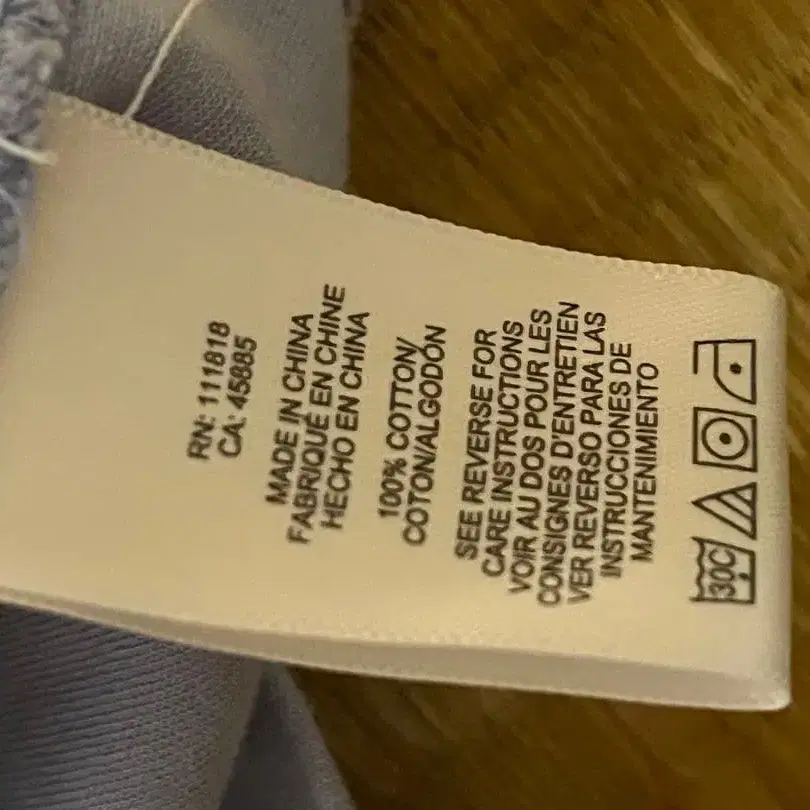 RN: 111818
CA: 45885
MADE IN CHINA
FABRIQUÉ EN CHINE
HECHO EN CHINA
100% COTTON/
COTON/ALGODÓN
SEE REVERSE FOR
CARE INSTRUCTIONS
VOIR AU DOS POUR LES
CONSIGNES D'ENTRETIEN
VER REVERSO PARA LAS
INSTRUCCIONES DE
MANTENIMIENTO
30C